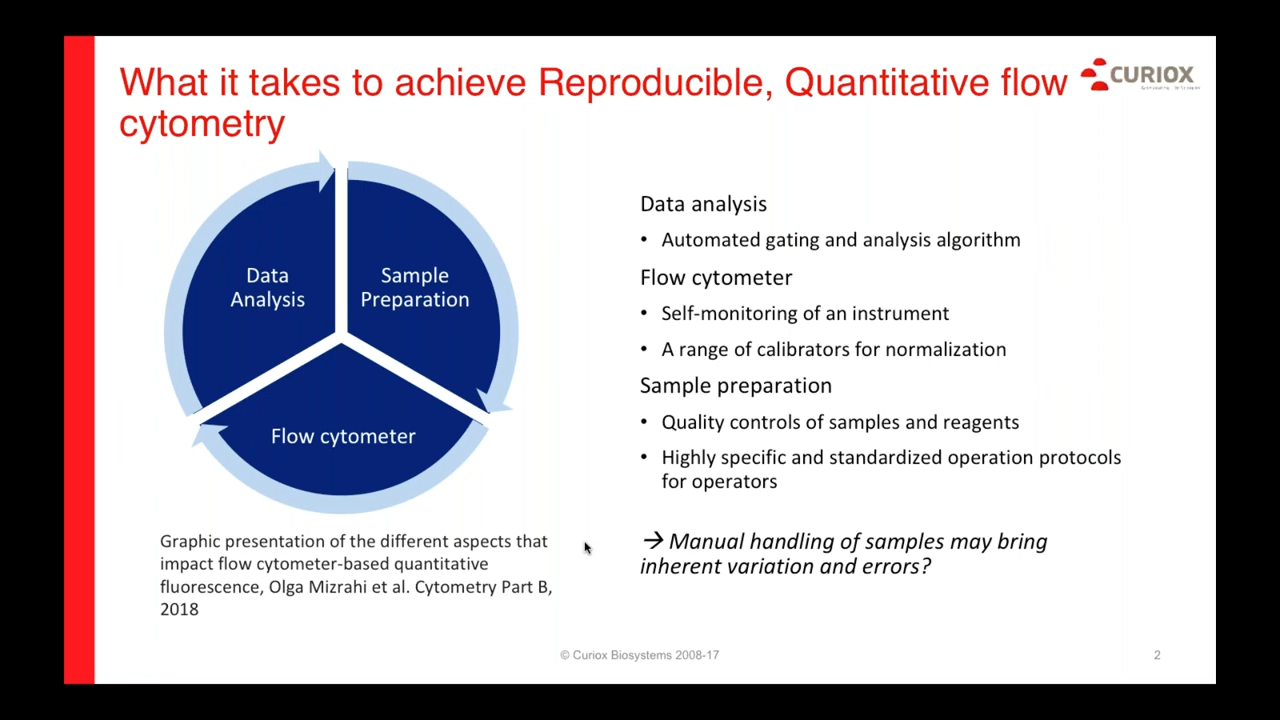 What it takes to achieve Reproducible, Quantitative flow
cytometry
CURIOX
Data
Analysis
Sample
Preparation
Flow cytometer
Graphic presentation of the different aspects that
impact flow cytometer-based quantitative
fluorescence, Olga Mizrahi et al. Cytometry Part B,
2018
Data analysis
• Automated gating and analysis algorithm
Flow cytometer
• Self-monitoring of an instrument
• A range of calibrators for normalization
Sample preparation
• Quality controls of samples and reagents
• Highly specific and standardized operation protocols
for operators
→ Manual handling of samples may bring
inherent variation and errors?
© Curiox Biosystems 2008-17
2